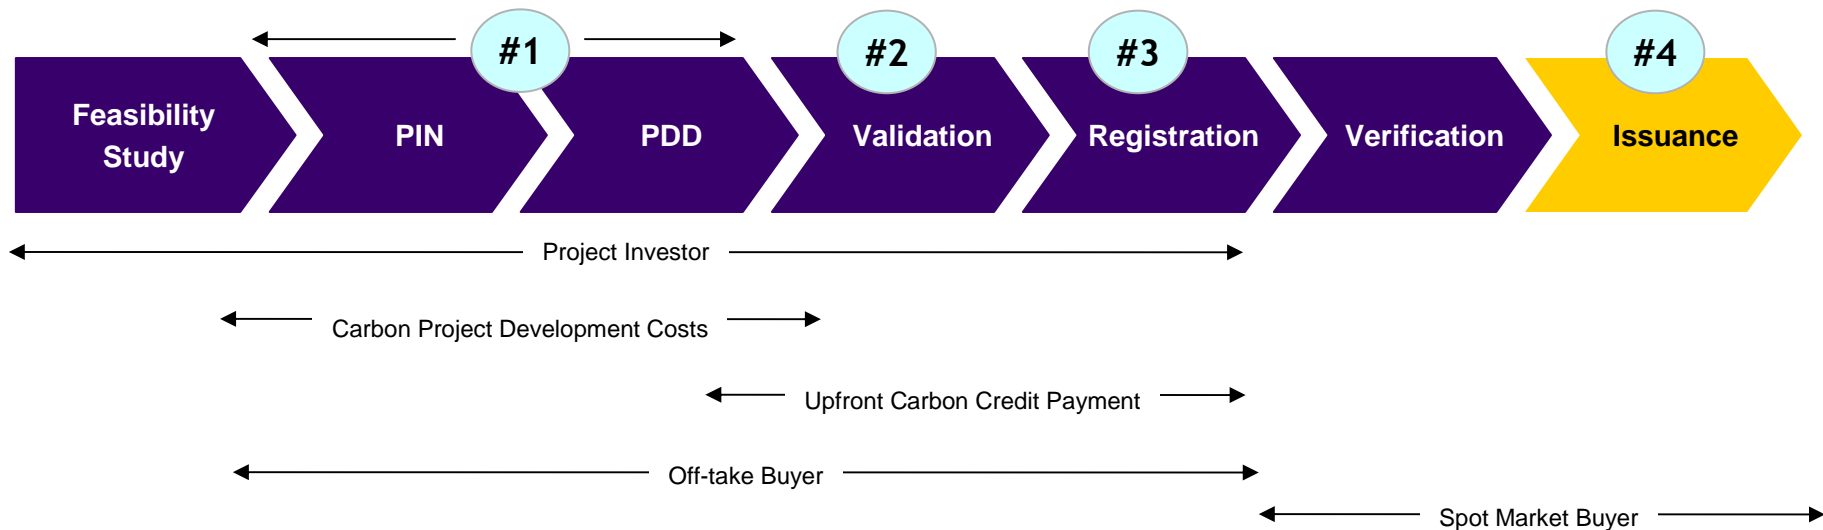 #1
#2
#3
#4
Feasibility
Study
PIN
PDD
Validation
Registration
Verification
Issuance
Project Investor
Carbon Project Development Costs
Upfront Carbon Credit Payment
Off-take Buyer
Spot Market Buyer